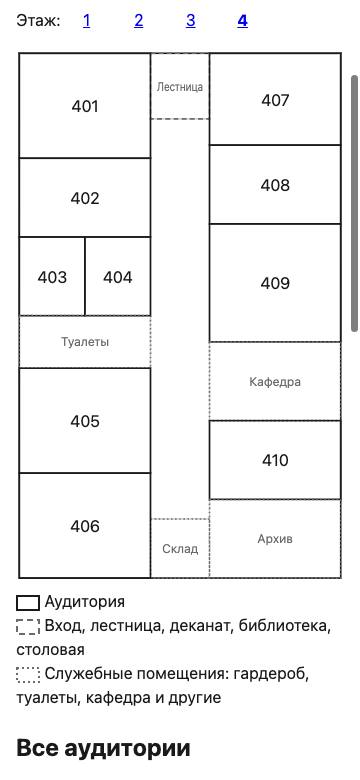 Этаж: 1 2 3 4
Лестница
401
407
402
408
403 404
409
Туалеты
Кафедра
405
410
406
Склад
Архив
Аудитория
Вход, лестница, деканат, библиотека,
столовая
Служебные помещения: гардероб,
туалеты, кафедра и другие
Все аудитории